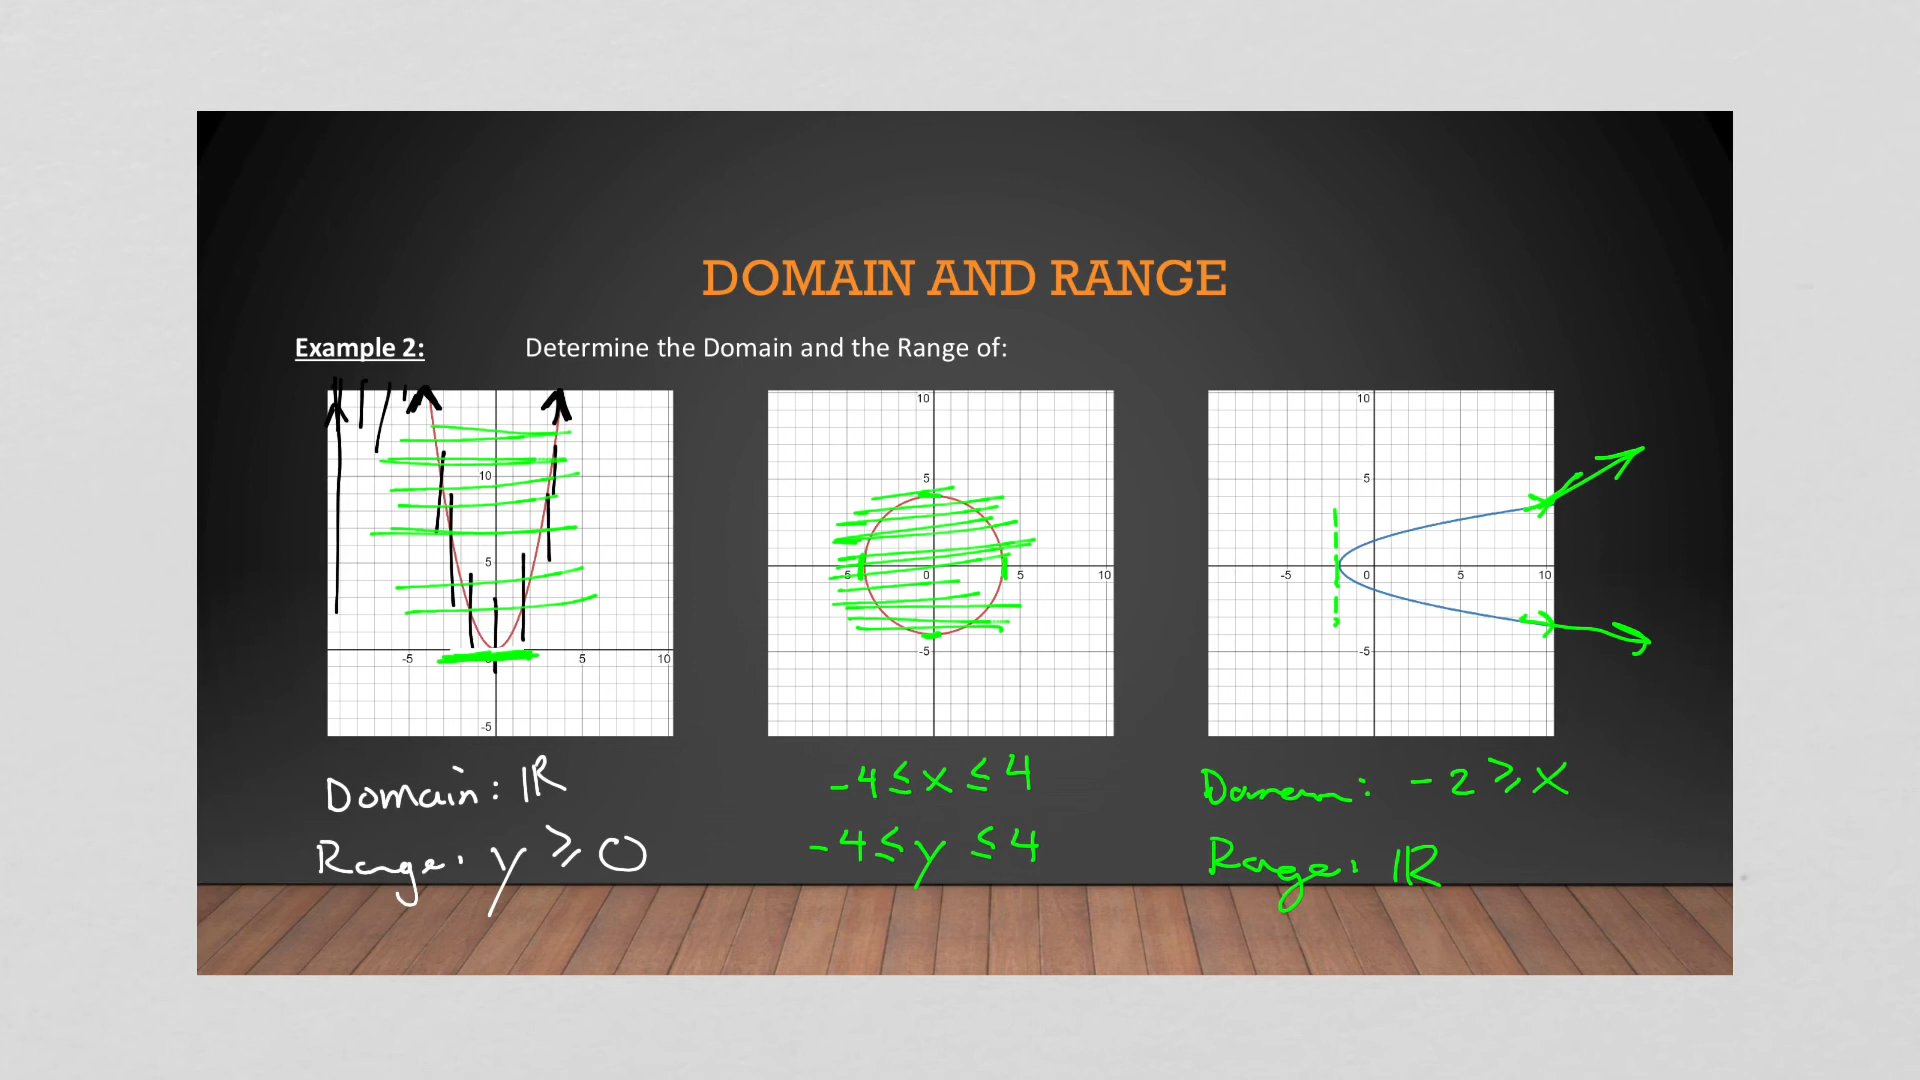 DOMAIN AND RANGE
Example 2: Determine the Domain and the Range of:
10
5
-5
5
10
-5
10
5
5
0
5
10
-5
10
5
-5
0
5
10
-5
Domain: ℝ
Range: y ≥ 0
-4 ≤ x ≤ 4
-4 ≤ y ≤ 4
Domain: -2 ≥ x
Range: ℝ